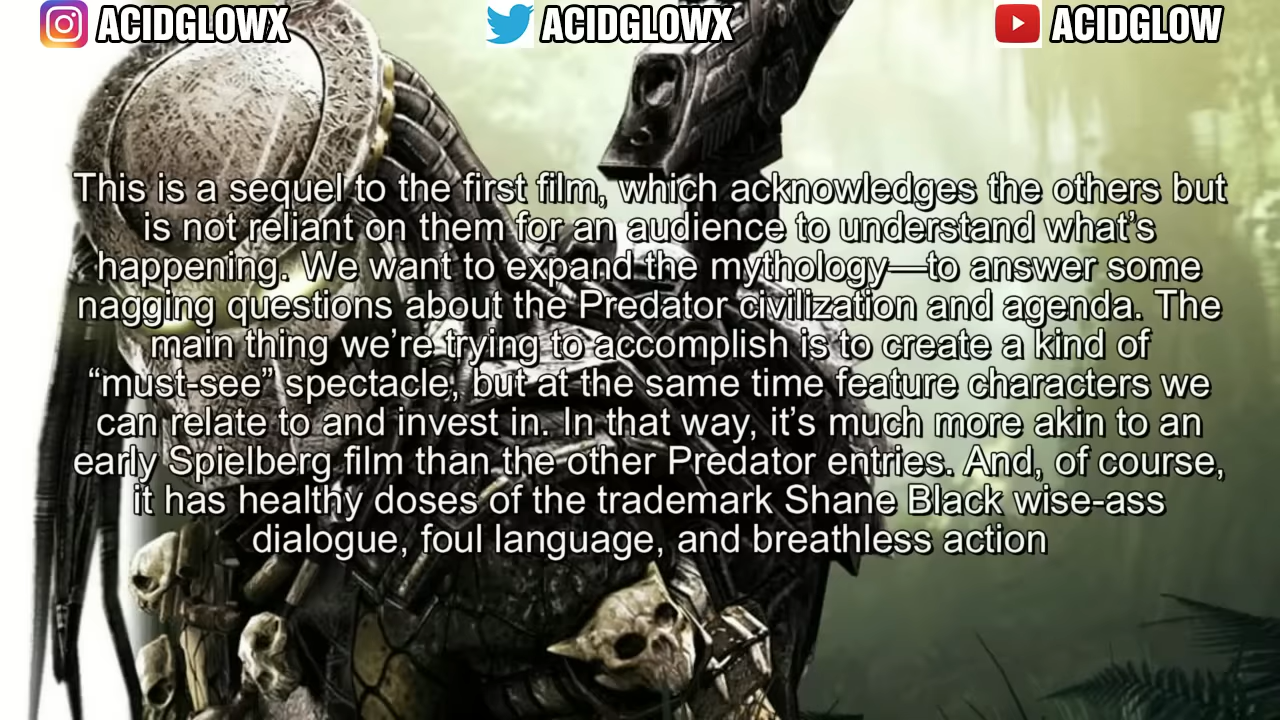 ACIDGLOWX ACIDGLOWX ACIDGLOW
This is a sequel to the first film, which acknowledges the others but
is not reliant on them for an audience to understand what’s
happening. We want to expand the mythology—to answer some
nagging questions about the Predator civilization and agenda. The
main thing we’re trying to accomplish is to create a kind of
“must-see” spectacle, but at the same time feature characters we
can relate to and invest in. In that way, it’s much more akin to an
early Spielberg film than the other Predator entries. And, of course,
it has healthy doses of the trademark Shane Black wise-ass
dialogue, foul language, and breathless action